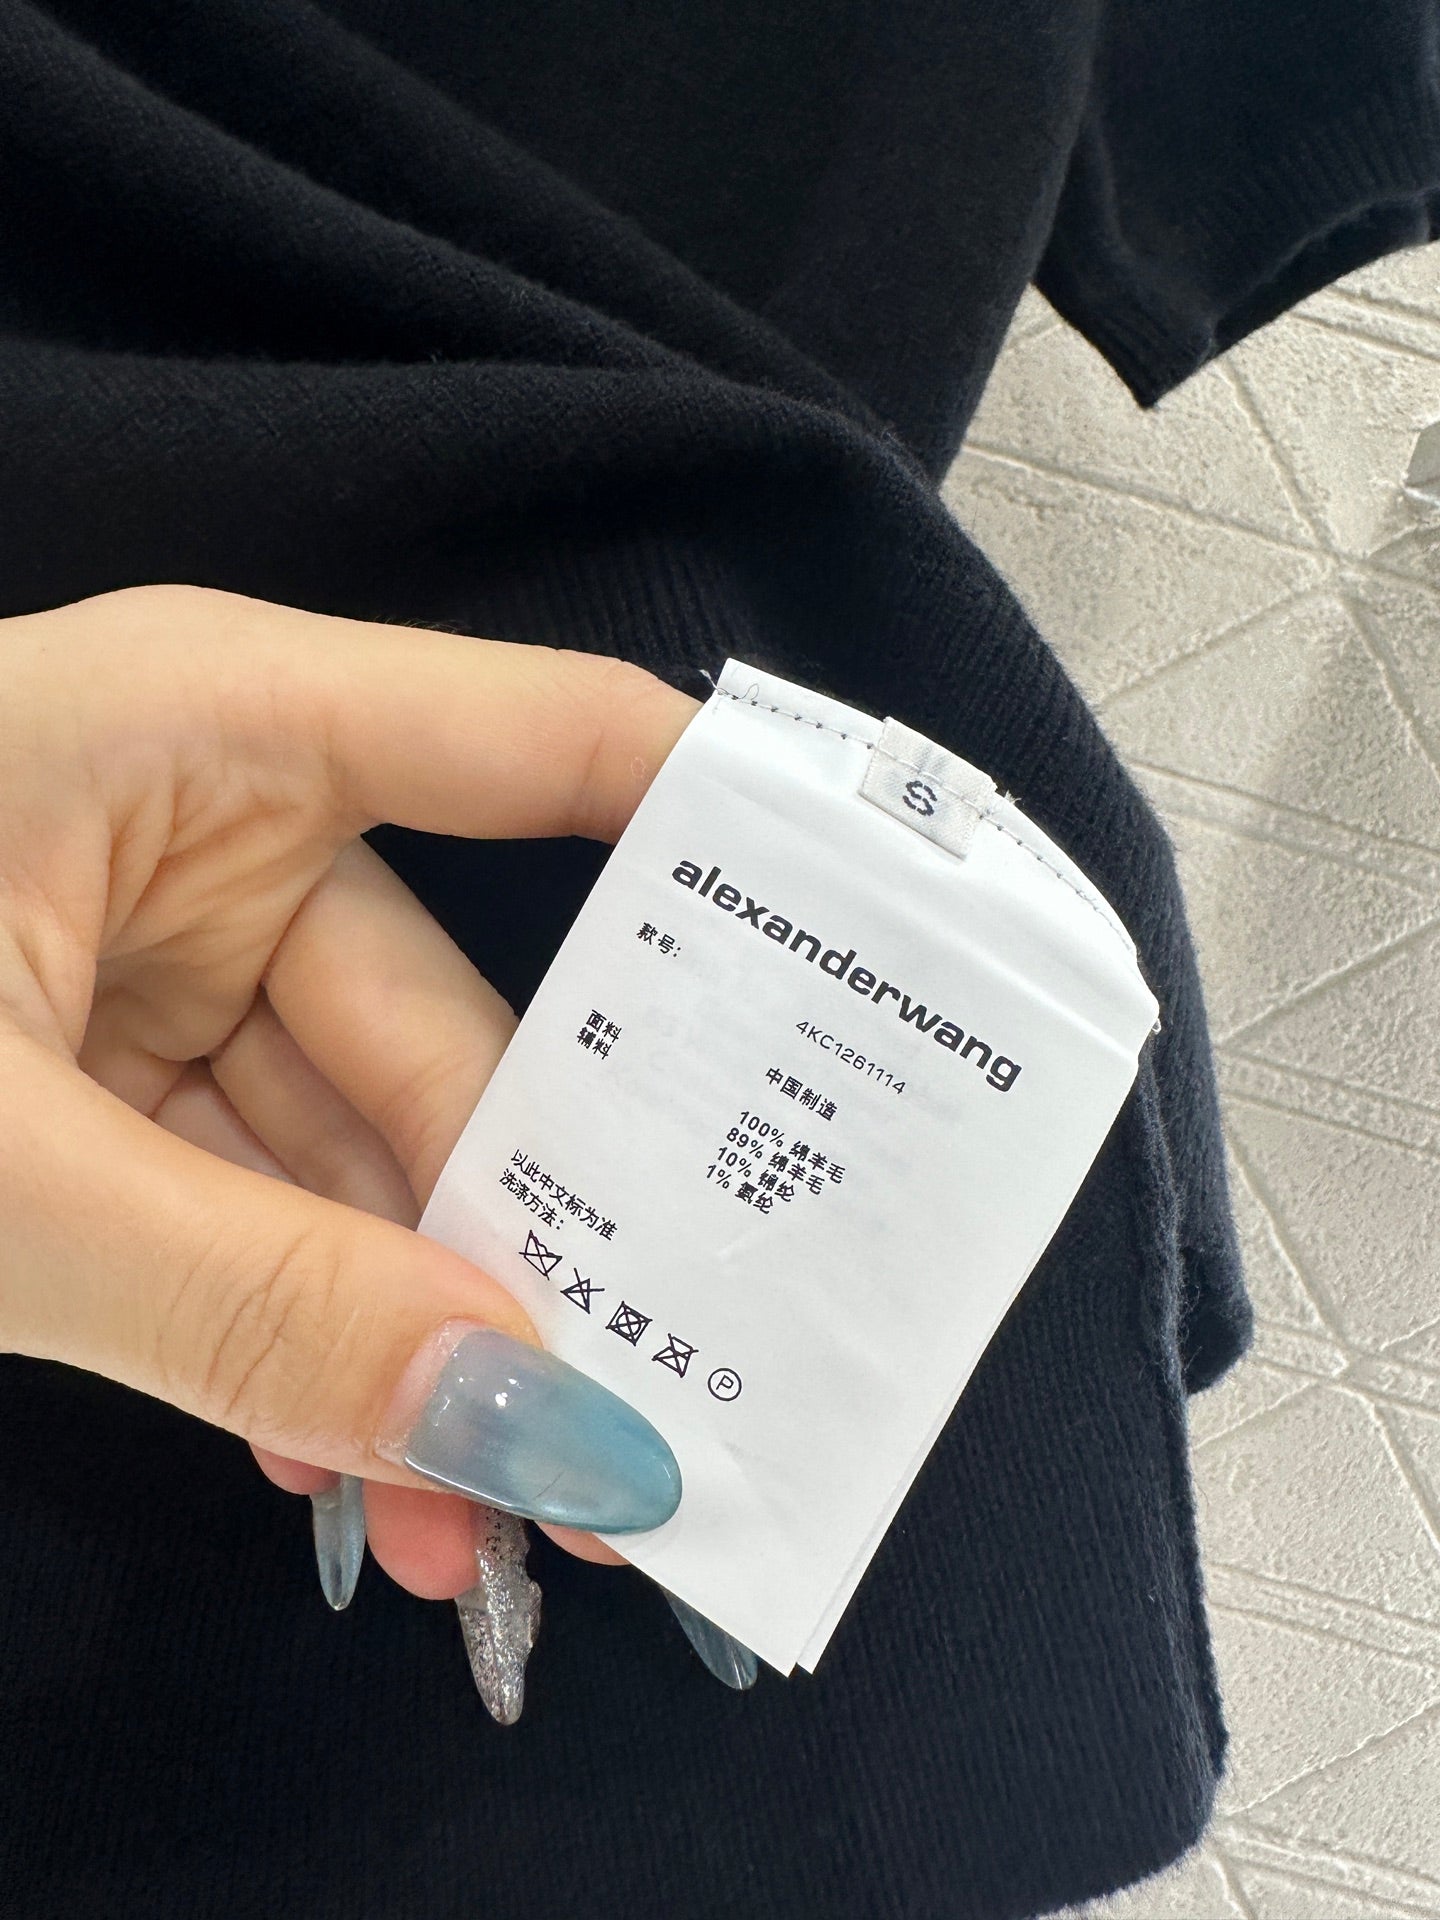 S
alexanderwang
款号:
4KC1261114
中国制造
面料
100% 绵羊毛
辅料
89% 绵羊毛
10% 锦纶
1% 氨纶
以此中文标为准
洗涤方法:
P